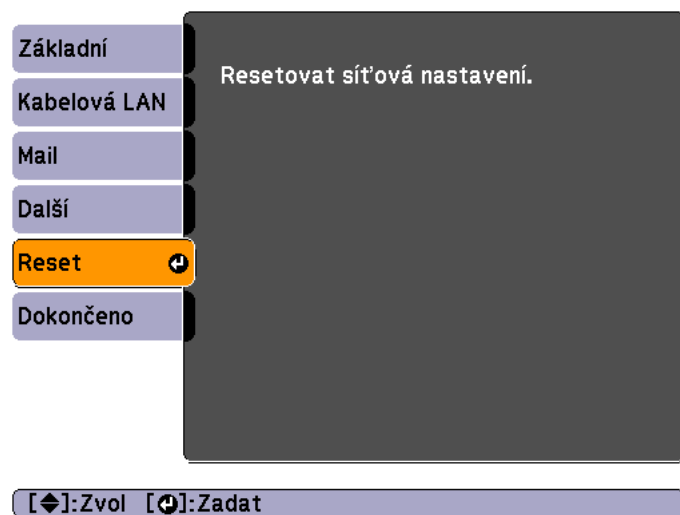 Základní
Kabelová LAN
Mail
Další
Reset
Dokončeno
Resetovat síťová nastavení.
[◆]:Zvol [⏎]:Zadat